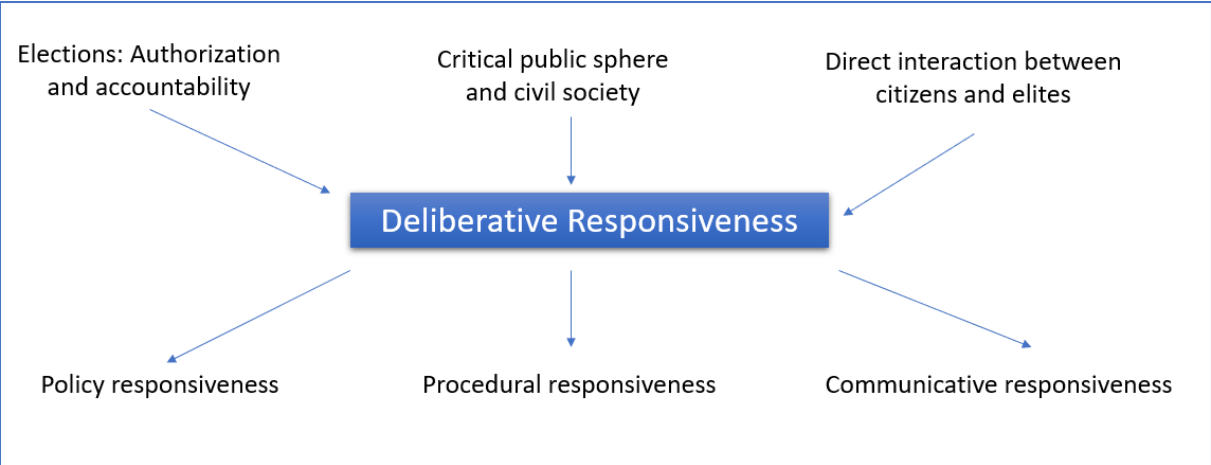 Elections: Authorization
and accountability
Critical public sphere
and civil society
Direct interaction between
citizens and elites
Deliberative Responsiveness
Policy responsiveness
Procedural responsiveness
Communicative responsiveness